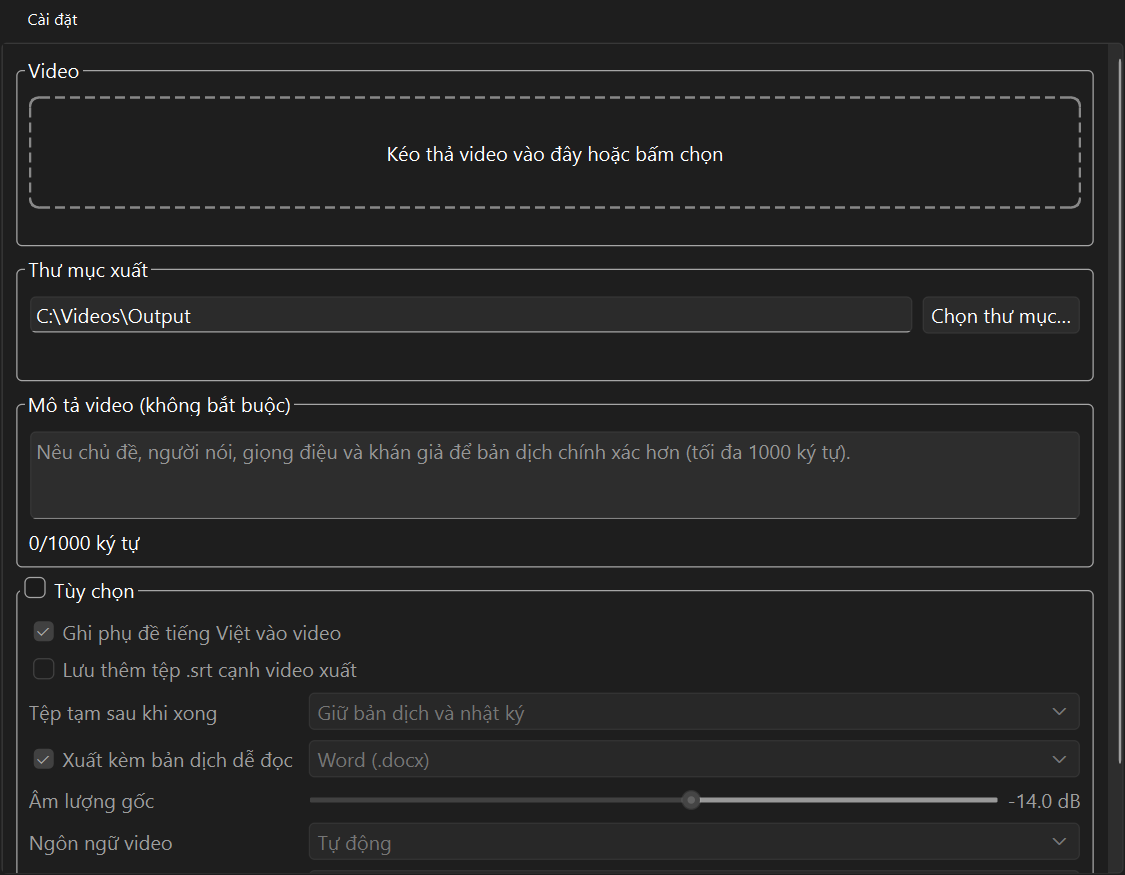 Cài đặt
Video
Kéo thả video vào đây hoặc bấm chọn
Thư mục xuất
C:\Videos\Output
Chọn thư mục...
Mô tả video (không bắt buộc)
Nêu chủ đề, người nói, giọng điệu và khán giả để bản dịch chính xác hơn (tối đa 1000 ký tự).
0/1000 ký tự
Tùy chọn
Ghi phụ đề tiếng Việt vào video
Lưu thêm tệp .srt cạnh video xuất
Tệp tạm sau khi xong
Giữ bản dịch và nhật ký
Xuất kèm bản dịch dễ đọc
Word (.docx)
Âm lượng gốc
-14.0 dB
Ngôn ngữ video
Tự động